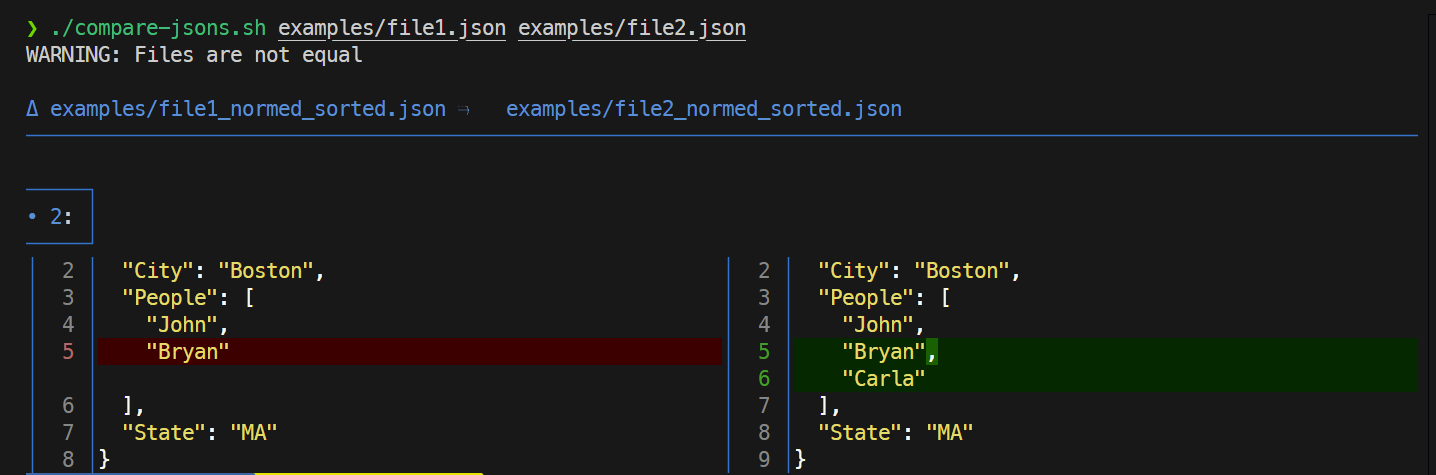 ❯ ./compare-jsons.sh examples/file1.json examples/file2.json
WARNING: Files are not equal
Δ examples/file1_normed_sorted.json → examples/file2_normed_sorted.json
• 2:
2 "City": "Boston", 2 "City": "Boston",
3 "People": [ 3 "People": [
4 "John", 4 "John",
5 "Bryan" 5 "Bryan",
6 "Carla"
6 ], 7 ],
7 "State": "MA" 8 "State": "MA"
8 } 9 }